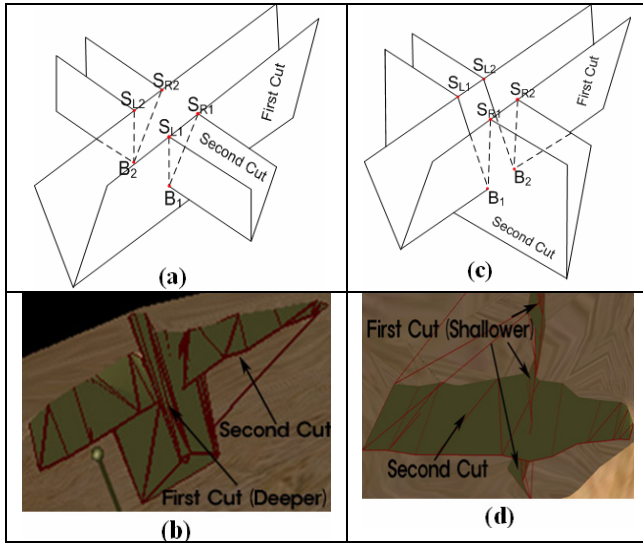 S_R2
S_L2
S_R1
S_L1
First Cut
Second Cut
B_2
B_1
(a)
S_L2
S_L1
S_R2
S_R1
First Cut
B_2
B_1
Second Cut
(c)
Second Cut
First Cut (Deeper)
(b)
First Cut (Shallower)
Second Cut
(d)